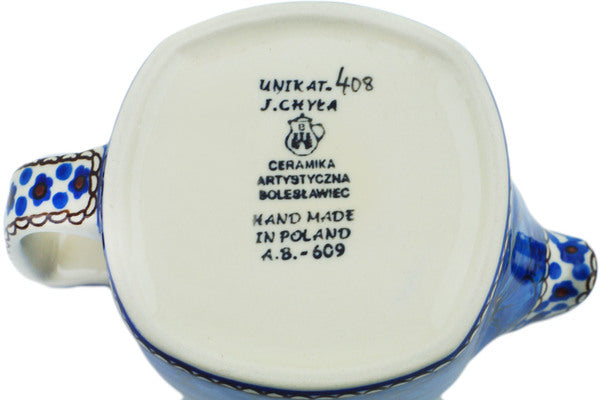 UNIKAT-408
J.CHYŁA
CERAMIKA
ARTYSTYCZNA
BOLESŁAWIEC
HAND MADE
IN POLAND
A.B.-609